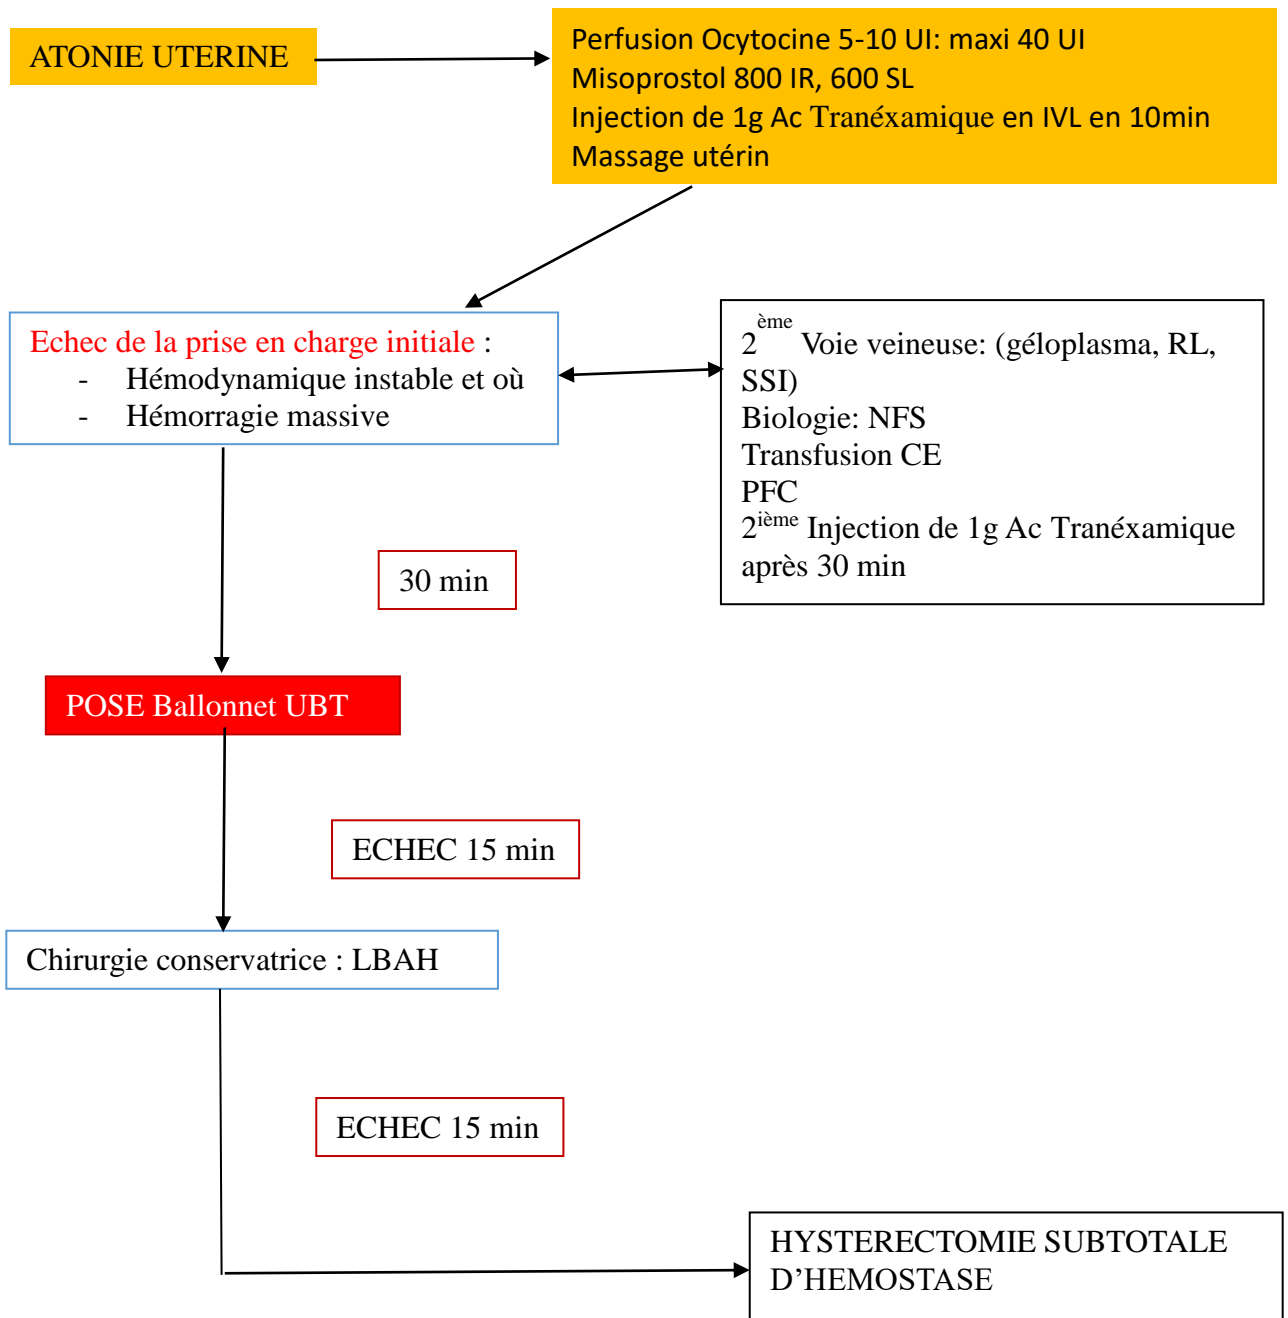 ATONIE UTERINE
Perfusion Ocytocine 5-10 UI: maxi 40 UI
Misoprostol 800 IR, 600 SL
Injection de 1g Ac Tranéxamique en IVL en 10min
Massage utérin
Echec de la prise en charge initiale :
- Hémodynamique instable et où
- Hémorragie massive
2ème Voie veineuse: (géloplasma, RL,
SSI)
Biologie: NFS
Transfusion CE
PFC
2ième Injection de 1g Ac Tranéxamique
après 30 min
30 min
POSE Ballonnet UBT
ECHEC 15 min
Chirurgie conservatrice : LBAH
ECHEC 15 min
HYSTERECTOMIE SUBTOTALE
D’HEMOSTASE